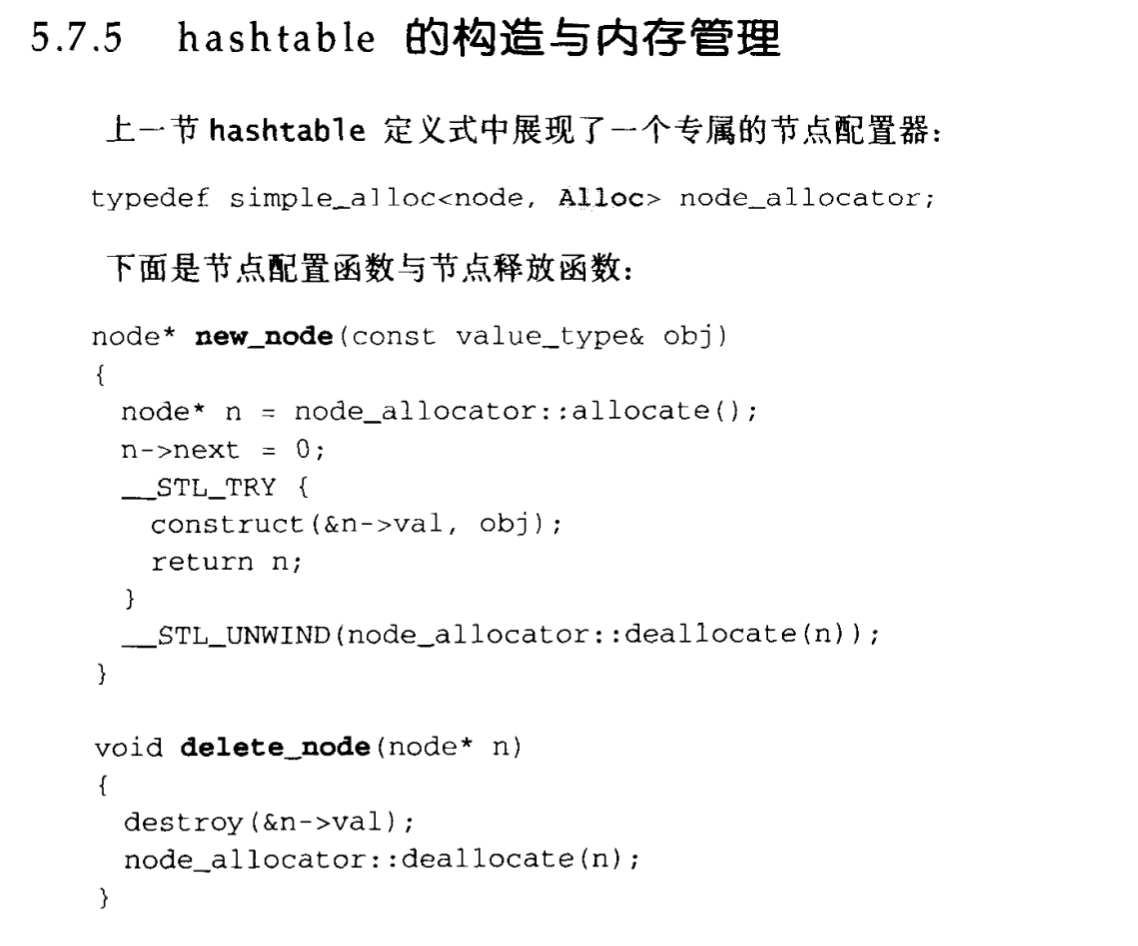 5.7.5 hashtable 的构造与内存管理
上一节 hashtable 定义式中展现了一个专属的节点配置器：
typedef simple_alloc<node, Alloc> node_allocator;
下面是节点配置函数与节点释放函数：
node* new_node(const value_type& obj)
{
  node* n = node_allocator::allocate();
  n->next = 0;
  __STL_TRY {
    construct(&n->val, obj);
    return n;
  }
  __STL_UNWIND(node_allocator::deallocate(n));
}
void delete_node(node* n)
{
  destroy(&n->val);
  node_allocator::deallocate(n);
}